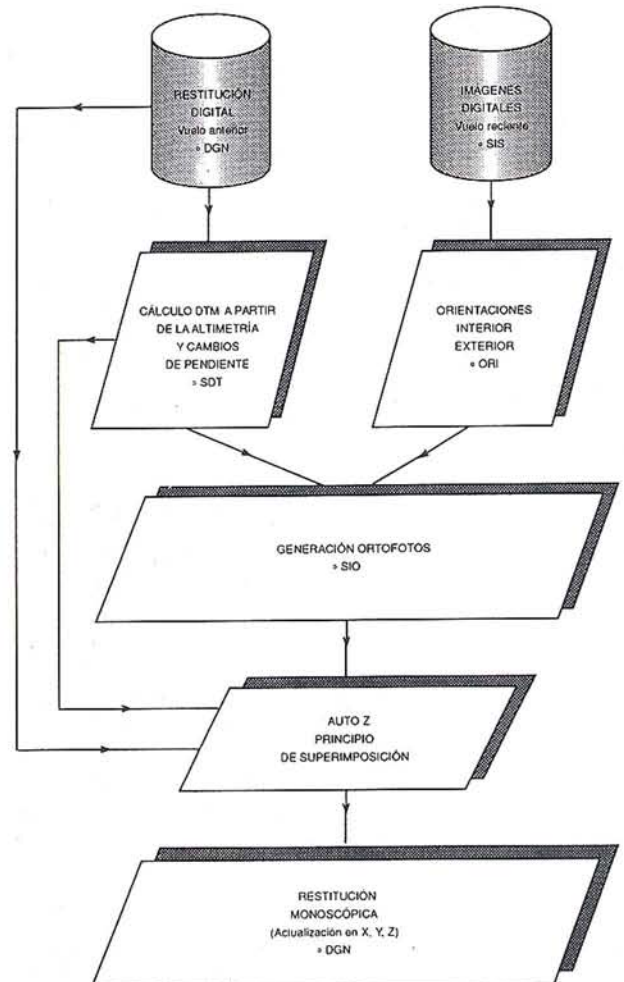 RESTITUCIÓN
DIGITAL
Vuelo anterior
» DGN
IMÁGENES
DIGITALES
Vuelo reciente
» SIS
CÁLCULO DTM A PARTIR
DE LA ALTIMETRÍA
Y CAMBIOS
DE PENDIENTE
» SDT
ORIENTACIONES
INTERIOR
EXTERIOR
» ORI
GENERACIÓN ORTOFOTOS
» SIO
AUTO Z
PRINCIPIO
DE SUPERIMPOSICIÓN
RESTITUCIÓN
MONOSCÓPICA
(Actualización en X, Y, Z)
» DGN